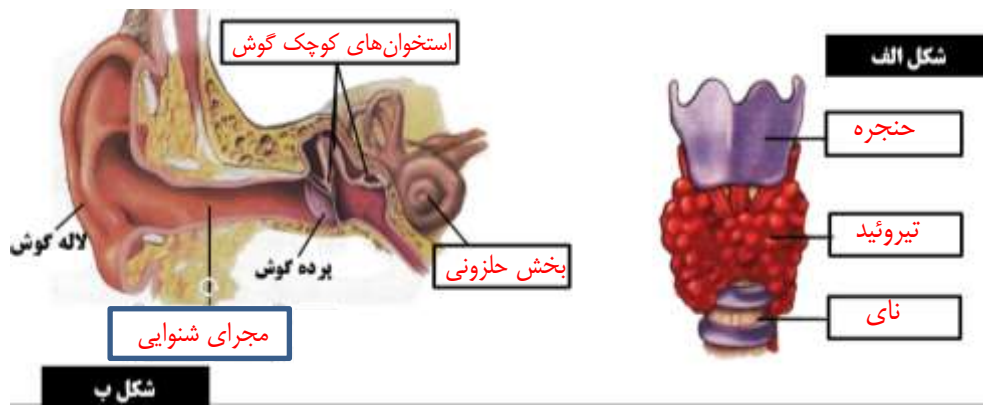 شکل الف
حنجره
تیروئید
نای
استخوان‌های کوچک گوش
لاله گوش
پرده گوش
بخش حلزونی
مجرای شنوایی
شکل ب